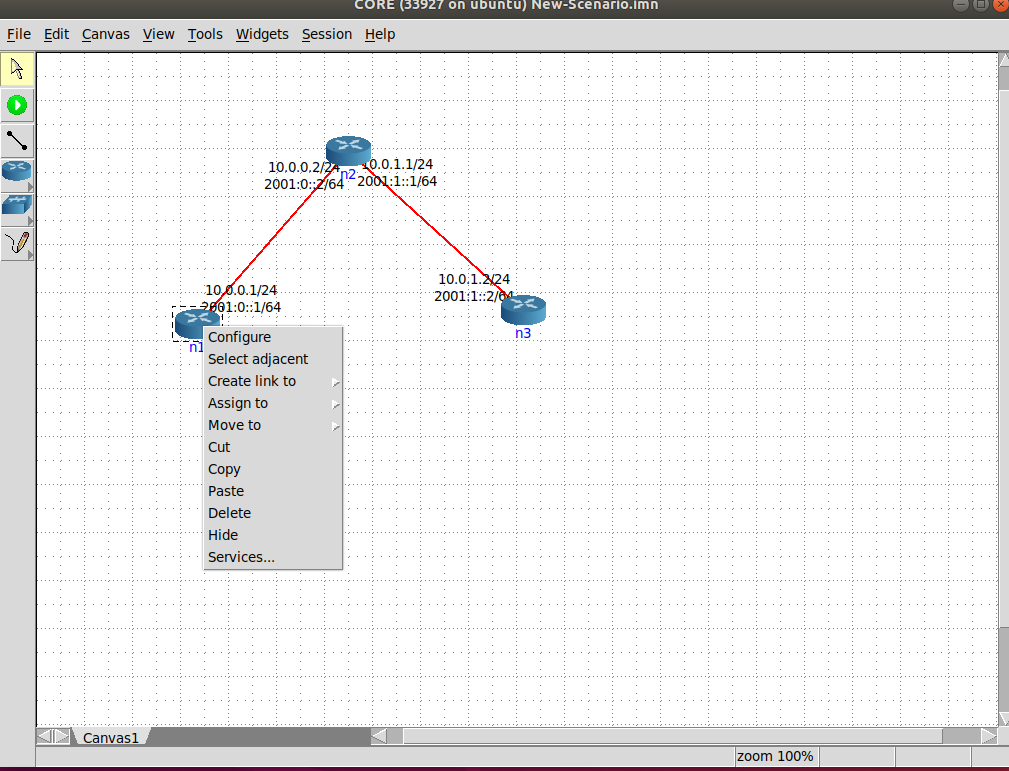 CORE (33927 on ubuntu) New-Scenario.imn
File Edit Canvas View Tools Widgets Session Help
10.0.0.2/24
2001:0::2/64
n2
10.0.1.1/24
2001:1::1/64
10.0.0.1/24
2001:0::1/64
n1
10.0.1.2/24
2001:1::2/64
n3
Configure
Select adjacent
Create link to
Assign to
Move to
Cut
Copy
Paste
Delete
Hide
Services...
Canvas1
zoom 100%